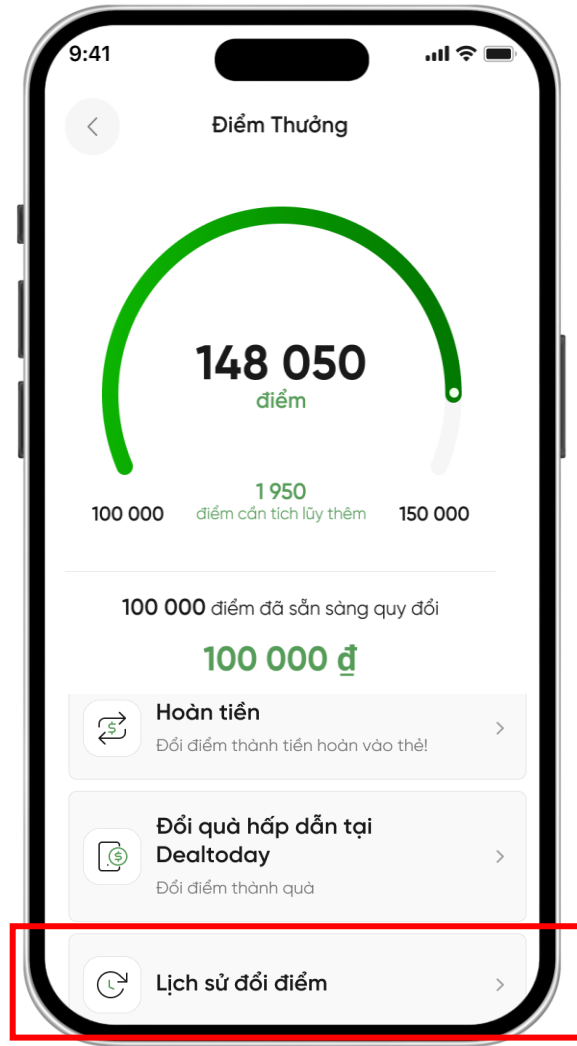 9:41
Điểm Thưởng
148 050
điểm
1 950
100 000 điểm cần tích lũy thêm 150 000
100 000 điểm đã sẵn sàng quy đổi
100 000 ₫
Hoàn tiền
Đổi điểm thành tiền hoàn vào thẻ!
Đổi quà hấp dẫn tại
Dealtoday
Đổi điểm thành quà
Lịch sử đổi điểm